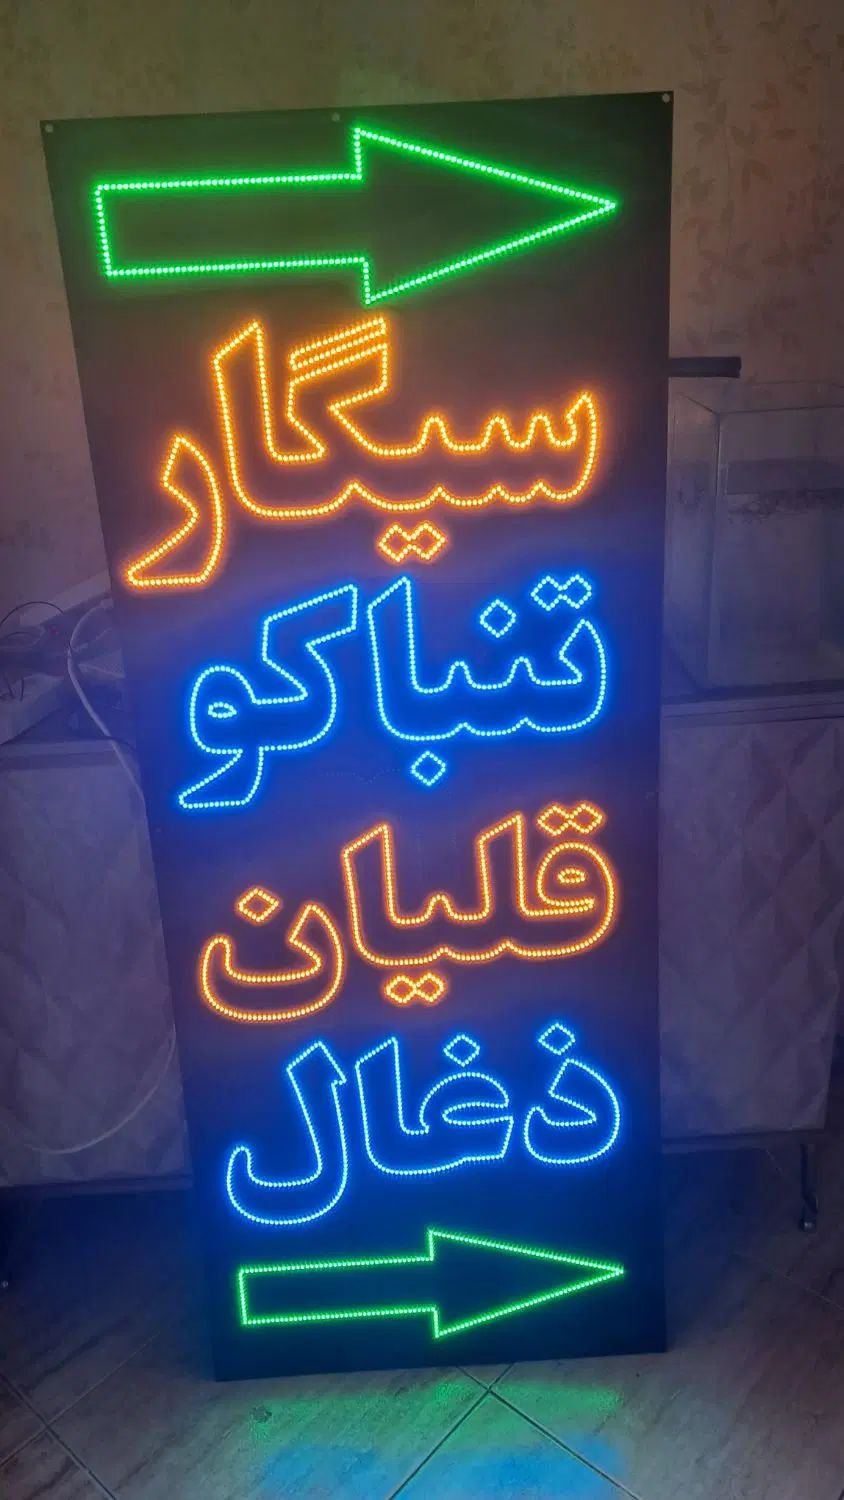 سیگار
تنباکو
قلیان
ذغال